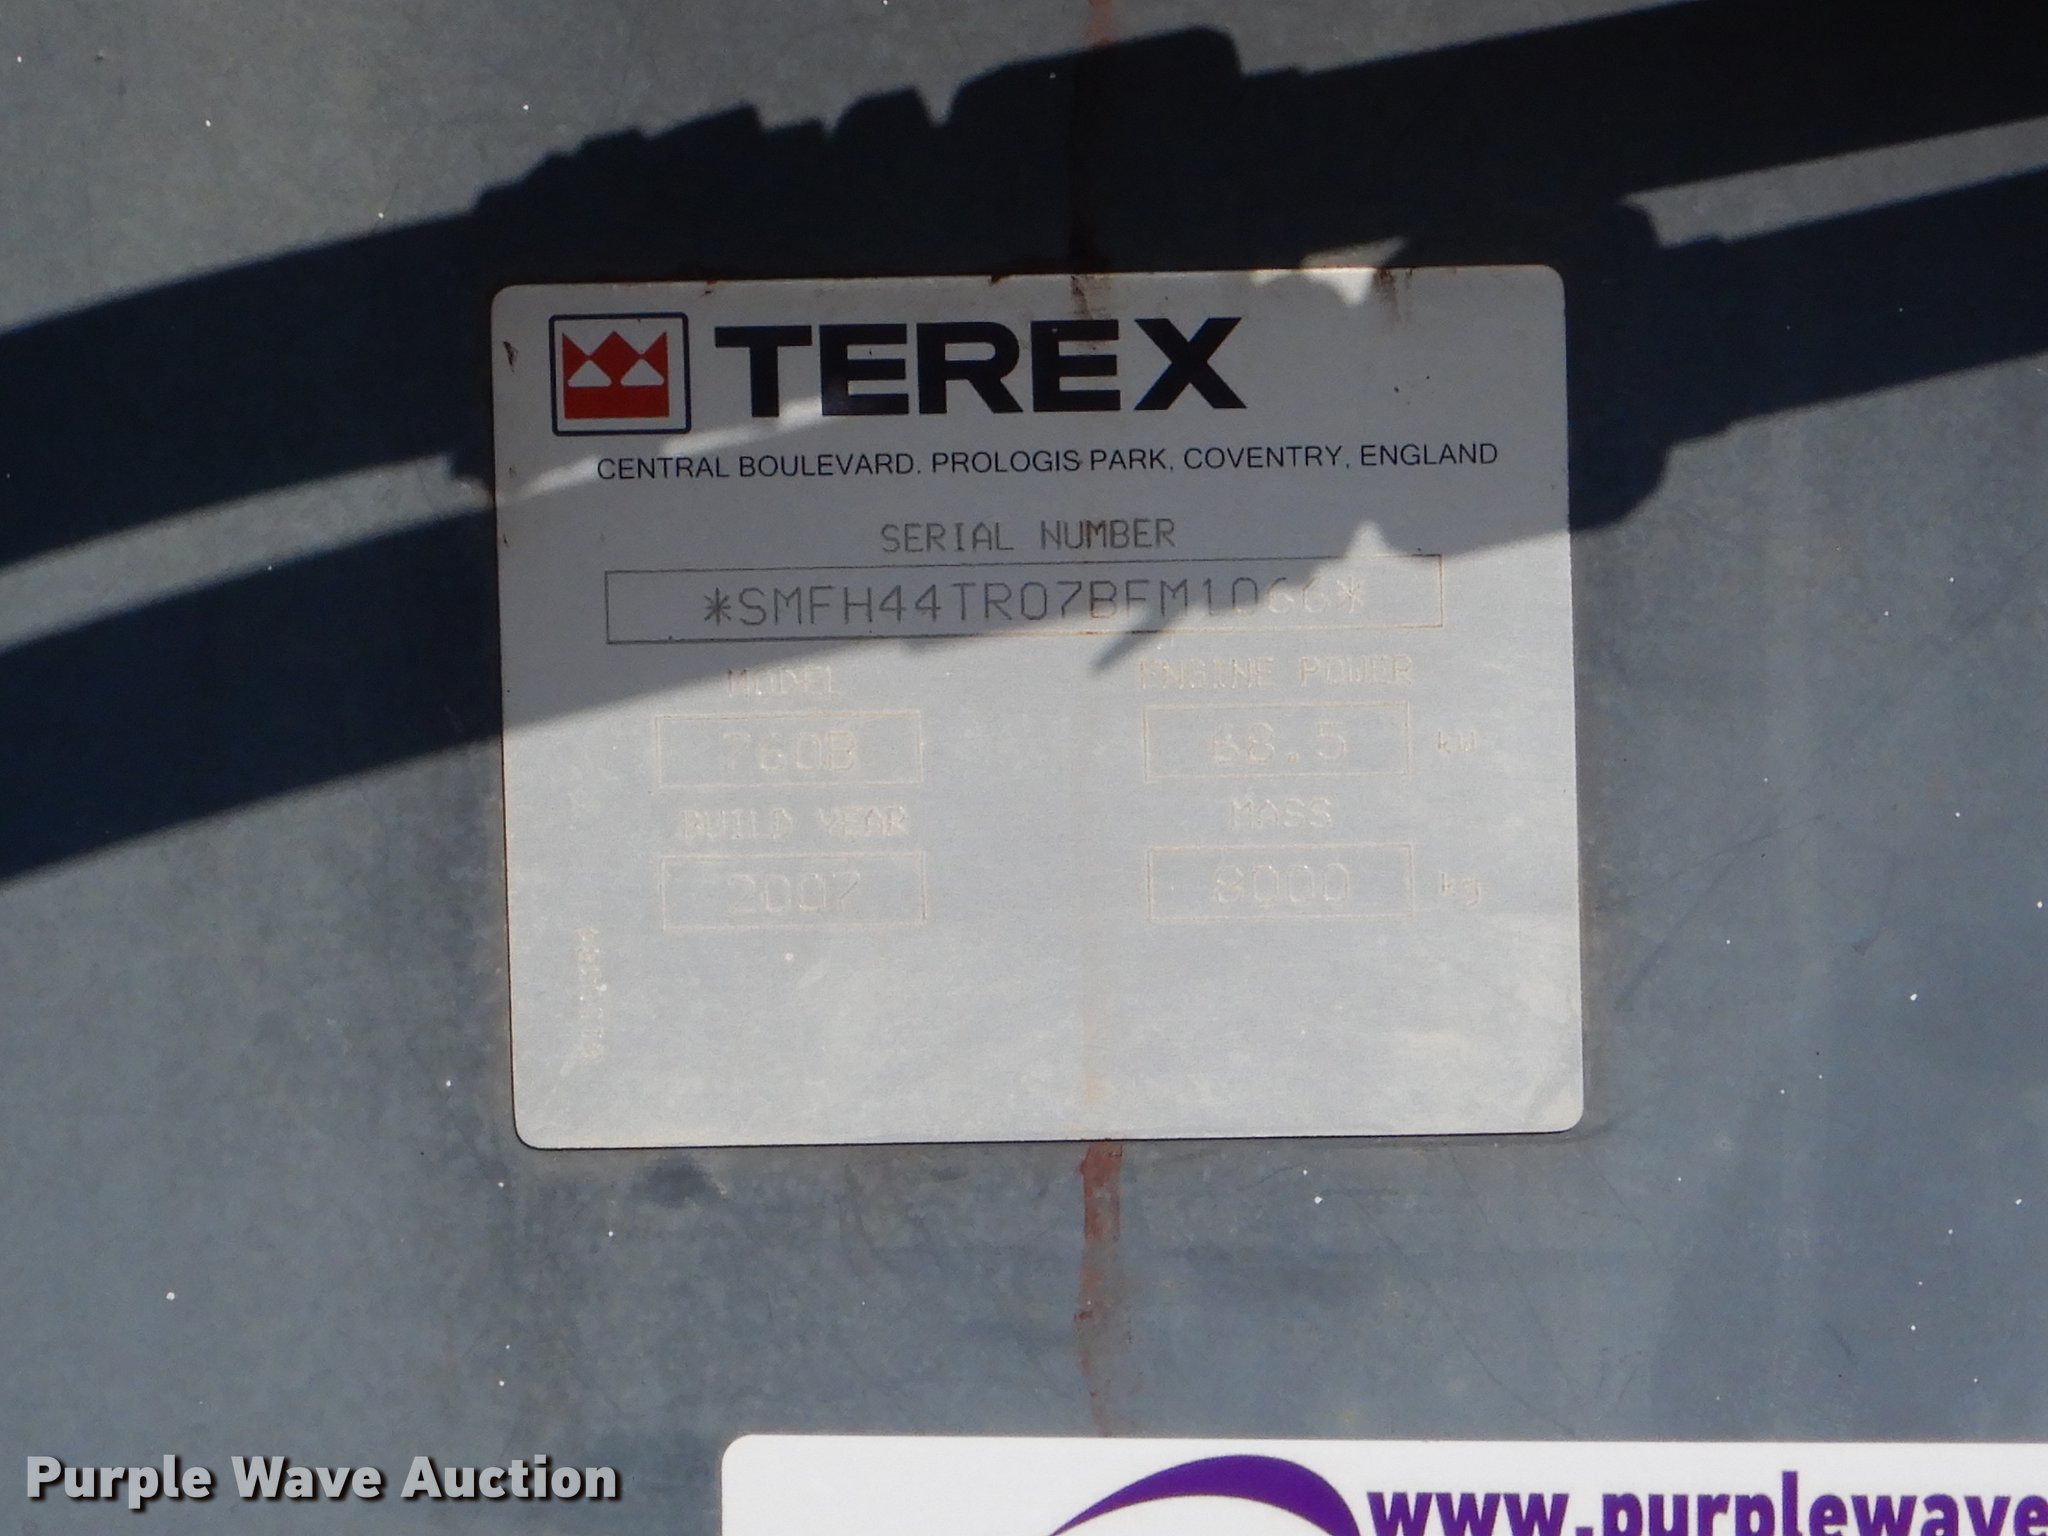 TEREX
CENTRAL BOULEVARD. PROLOGIS PARK, COVENTRY, ENGLAND
SERIAL NUMBER
*SMFH44TR07BFM1066*
MODEL ENGINE POWER
760B 68.5 kW
BUILD YEAR MASS
2007 8000 kg
Purple Wave Auction
www.purplewave